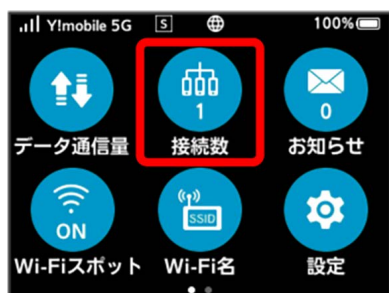 Y!mobile 5G S 100%
1
0
データ通信量 接続数 お知らせ
ON SSID
Wi-Fiスポット Wi-Fi名 設定